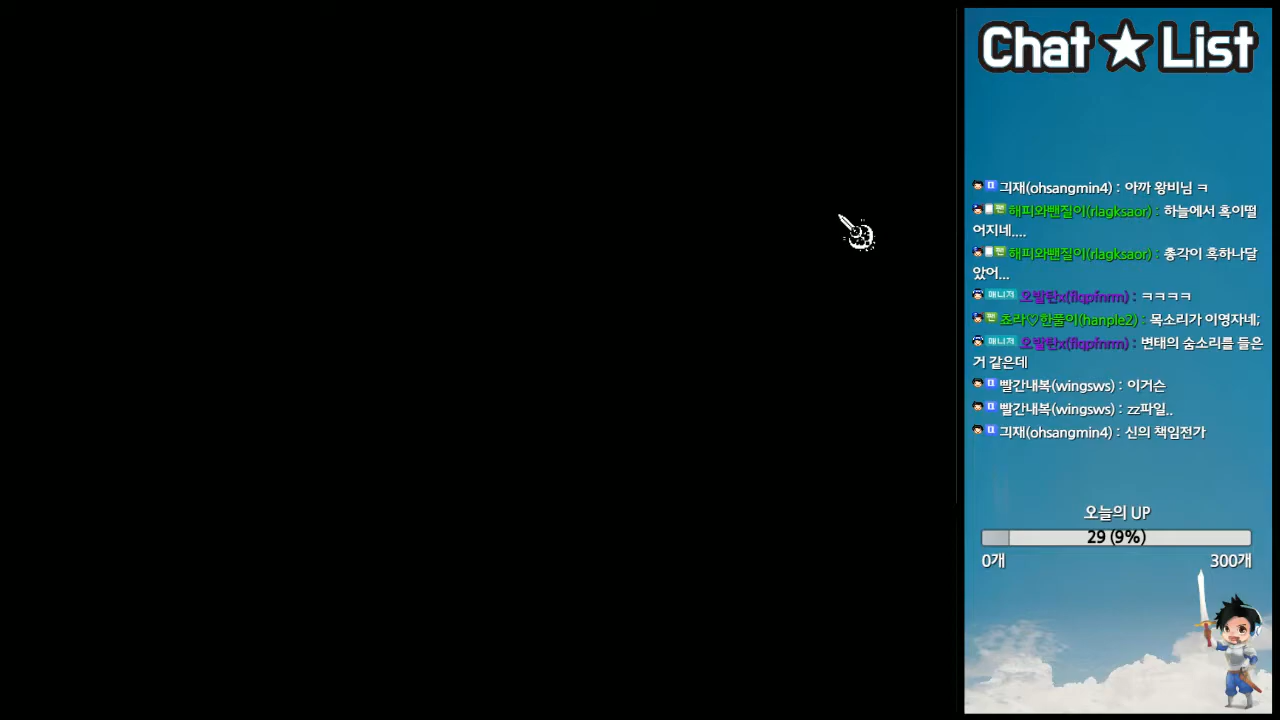 Chat★List
긔재(ohsangmin4) : 아까 왕비님 ㅋ
해피와뺀질이(rlagksaor) : 하늘에서 혹이떨
어지네....
해피와뺀질이(rlagksaor) : 총각이 혹하나달
았어...
매니저 오발탄x(flqpfnrm) : ㅋㅋㅋㅋ
쵸라♡한풀이(hanple2) : 목소리가 이영자네;
매니저 오발탄x(flqpfnrm) : 변태의 숨소리를 들은
거 같은데
빨간내복(wingsws) : 이거슨
빨간내복(wingsws) : zz파일..
긔재(ohsangmin4) : 신의 책임전가
오늘의 UP
29 (9%)
0개 300개